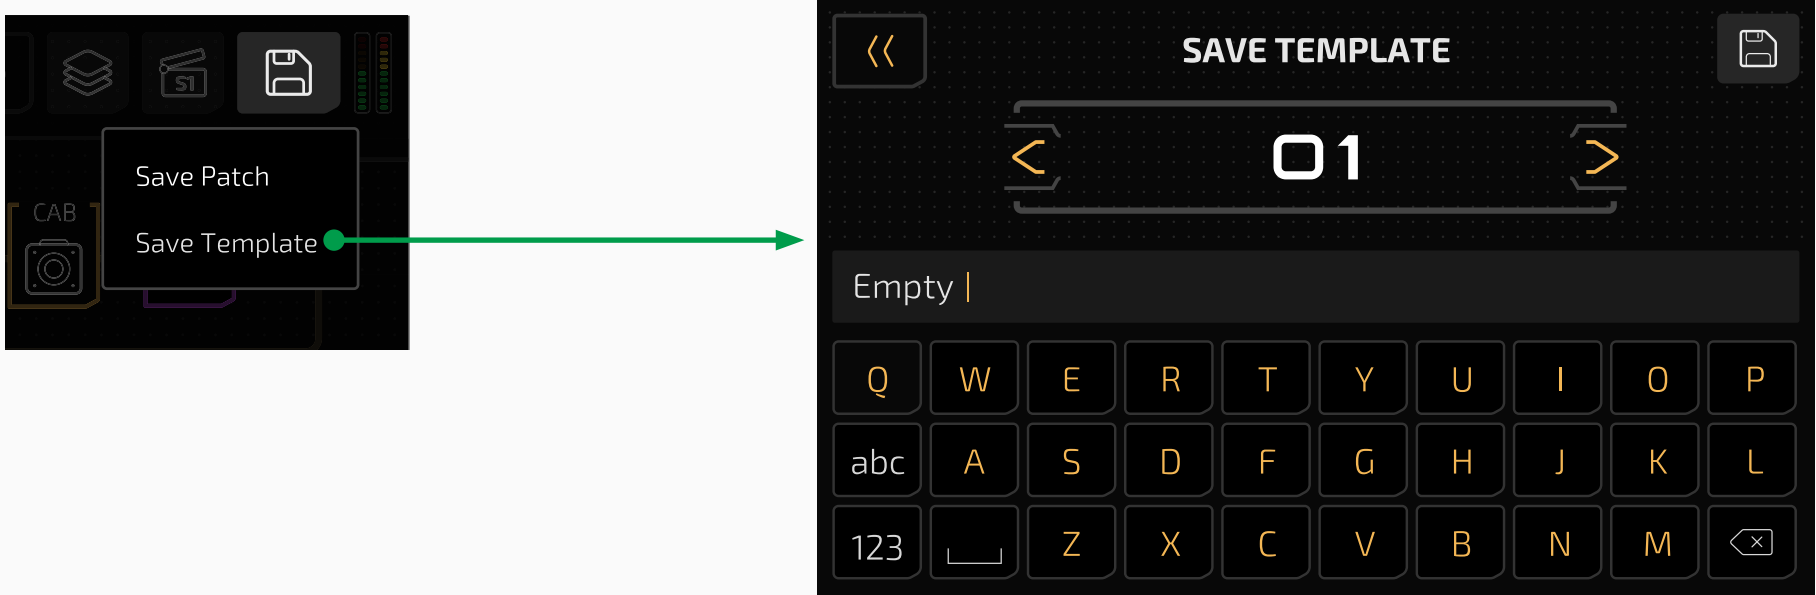 S1
Save Patch
CAB
Save Template
SAVE TEMPLATE
01
Empty
Q W E R T Y U I O P
abc A S D F G H J K L
123 Z X C V B N M